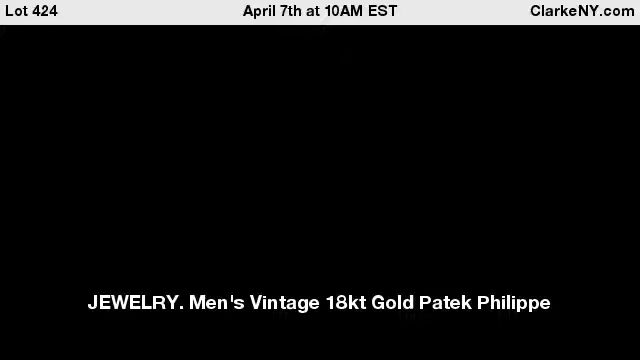 Lot 424 April 7th at 10AM EST ClarkeNY.com
JEWELRY. Men's Vintage 18kt Gold Patek Philippe